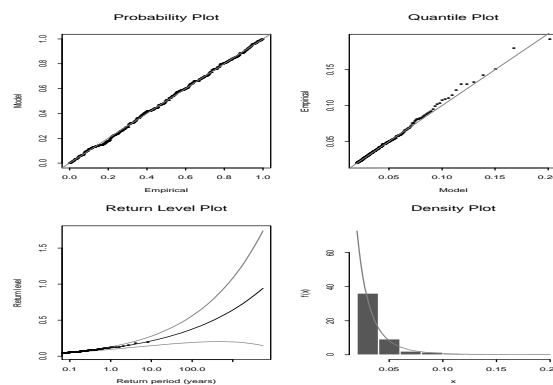 Probability Plot
Model
0.0 0.2 0.4 0.6 0.8 1.0
0.0 0.2 0.4 0.6 0.8 1.0
Empirical
Quantile Plot
Empirical
0.05 0.10 0.15
0.05 0.10 0.15 0.20
Model
Return Level Plot
Return level
0.0 0.5 1.0 1.5
0.1 1.0 10.0 100.0
Return period (years)
Density Plot
f(x)
0 20 40 60
0.05 0.10 0.15 0.20
x